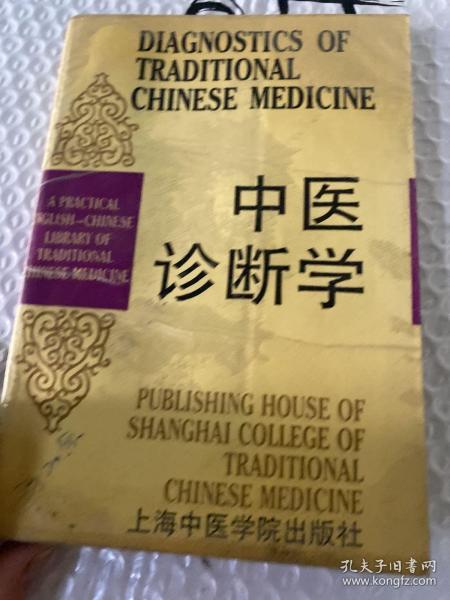 DIAGNOSTICS OF
TRADITIONAL
CHINESE MEDICINE
A PRACTICAL
ENGLISH-CHINESE
LIBRARY OF
TRADITIONAL
CHINESE MEDICINE
中医
诊断学
PUBLISHING HOUSE OF
SHANGHAI COLLEGE OF
TRADITIONAL
CHINESE MEDICINE
上海中医学院出版社
孔夫子旧书网
www.kongfz.com